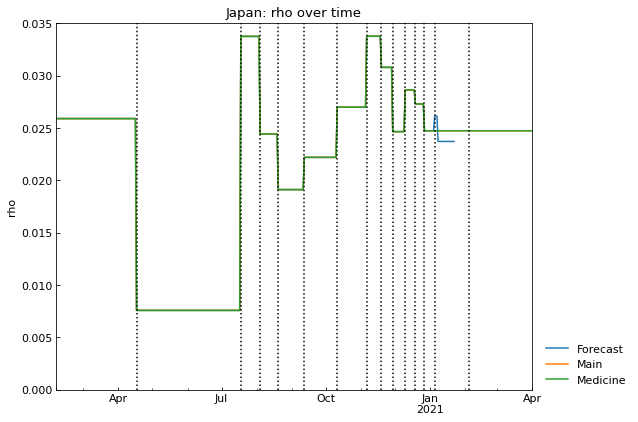 Japan: rho over time
0.035
0.030
0.025
0.020
0.015
0.010
0.005
0.000
rho
Apr
Jul
Oct
Jan
2021
Apr
Forecast
Main
Medicine